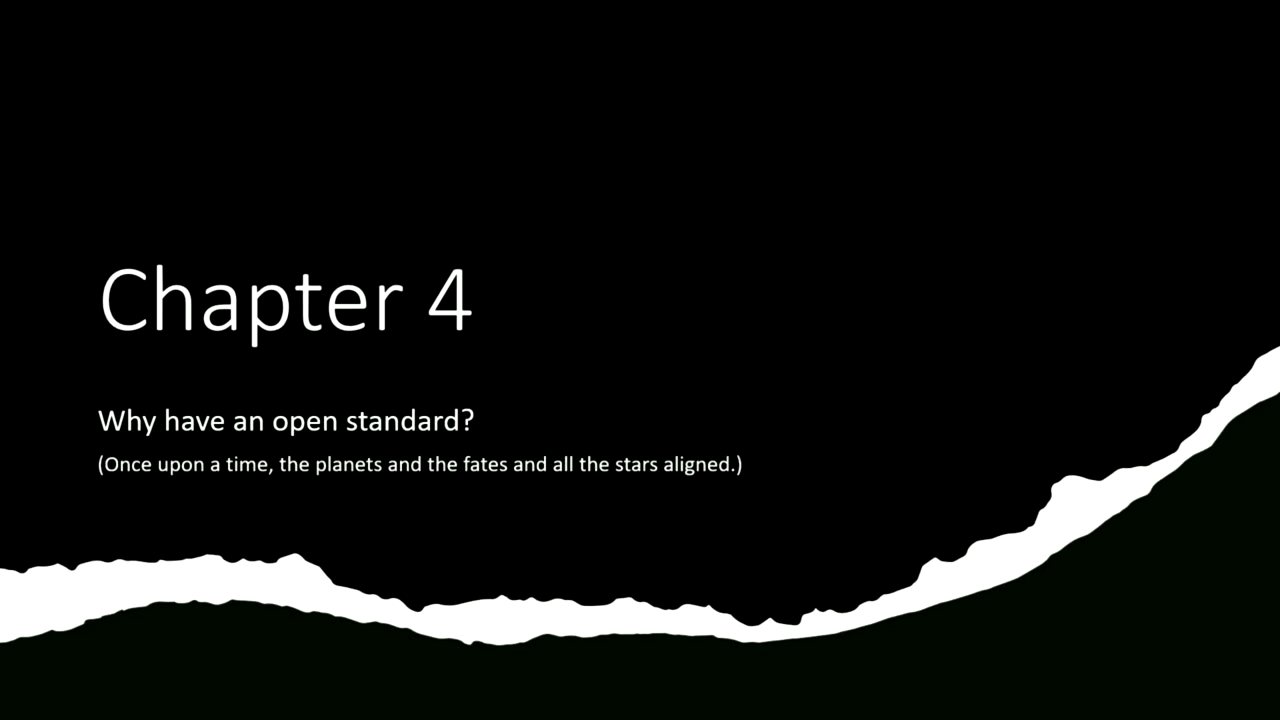 Chapter 4
Why have an open standard?
(Once upon a time, the planets and the fates and all the stars aligned.)